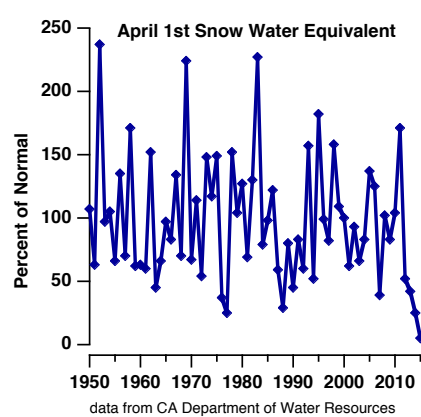 April 1st Snow Water Equivalent
250
200
150
100
50
0
Percent of Normal
1950 1960 1970 1980 1990 2000 2010
data from CA Department of Water Resources